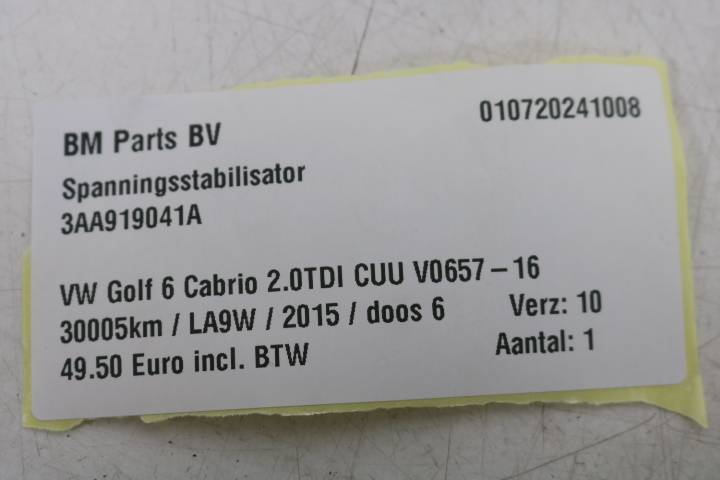 BM Parts BV 010720241008
Spanningsstabilisator
3AA919041A
VW Golf 6 Cabrio 2.0TDI CUU V0657-16
30005km / LA9W / 2015 / doos 6 Verz: 10
49.50 Euro incl. BTW Aantal: 1